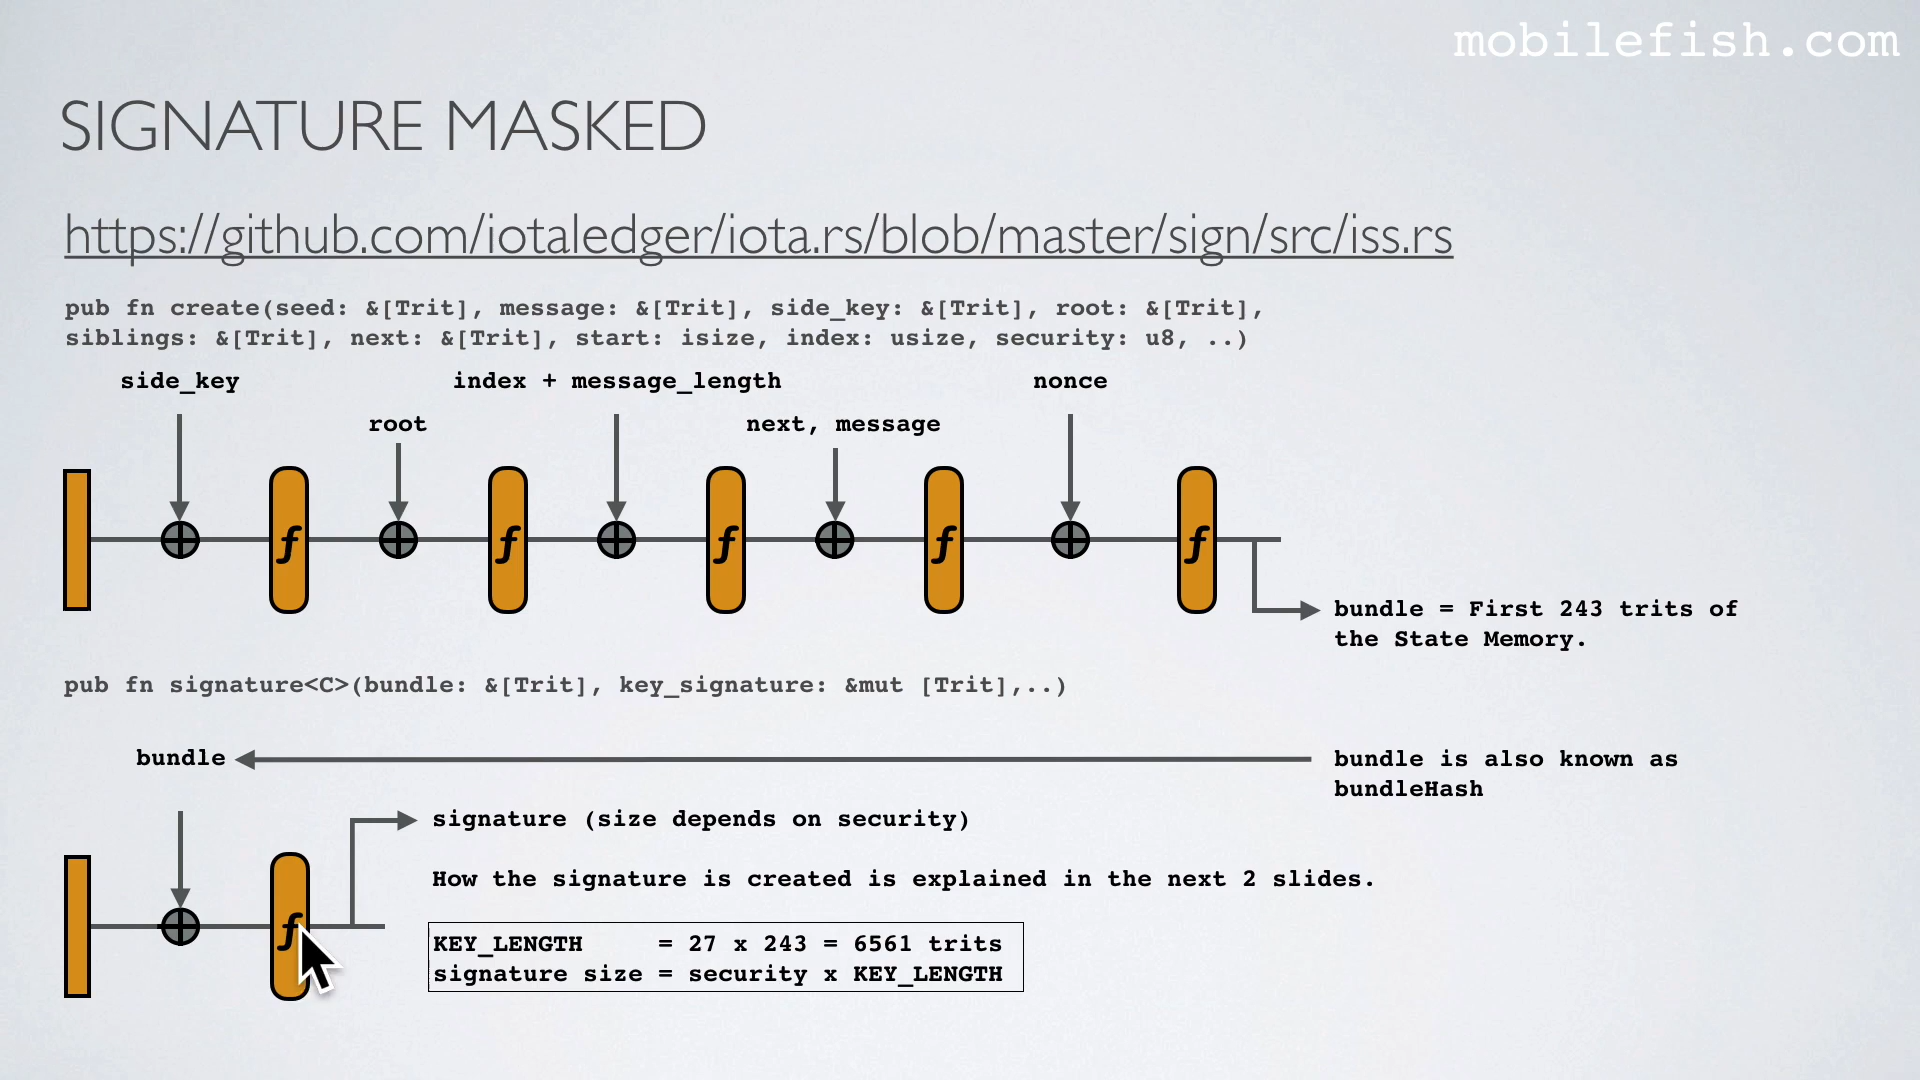 mobilefish.com
SIGNATURE MASKED
https://github.com/iotaledger/iota.rs/blob/master/sign/src/iss.rs
pub fn create(seed: &[Trit], message: &[Trit], side_key: &[Trit], root: &[Trit],
siblings: &[Trit], next: &[Trit], start: isize, index: usize, security: u8, ..)
side_key
index + message_length
nonce
root
next, message
f f f f f
bundle = First 243 trits of
the State Memory.
pub fn signature<C>(bundle: &[Trit], key_signature: &mut [Trit],..)
bundle
bundle is also known as
bundleHash
signature (size depends on security)
How the signature is created is explained in the next 2 slides.
f
KEY_LENGTH = 27 x 243 = 6561 trits
signature size = security x KEY_LENGTH